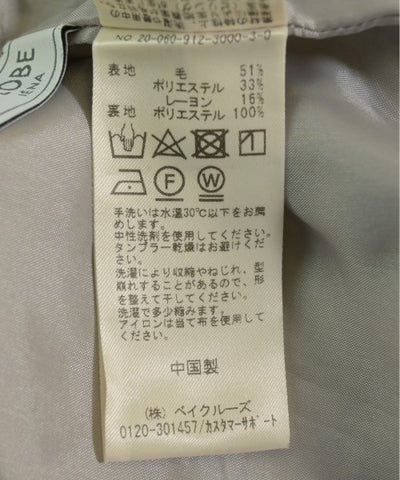 OBE
IENA
NO 20-060-912-3000-3-0
表地 毛 51%
ポリエステル 33%
レーヨン 16%
裏地 ポリエステル 100%
F W
手洗いは水温30℃以下をお薦
めします。
中性洗剤を使用してください。
タンブラー乾燥はお避けくださ
い。
洗濯により収縮やねじれ、型
崩れすることがあるので、形
を整えて干してください。
洗濯で多少縮みます。
アイロンは当て布を使用して
ください。
中国製
(株) ベイクルーズ
0120-301457/カスタマーサポート